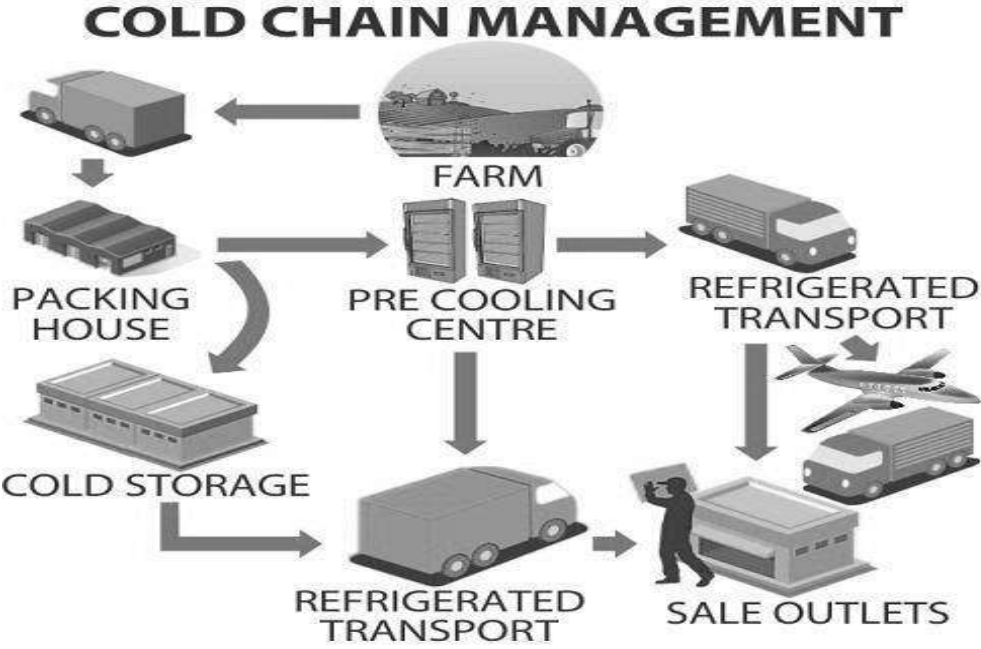 COLD CHAIN MANAGEMENT
FARM
PACKING
HOUSE
PRE COOLING
CENTRE
REFRIGERATED
TRANSPORT
COLD STORAGE
REFRIGERATED
TRANSPORT
SALE OUTLETS